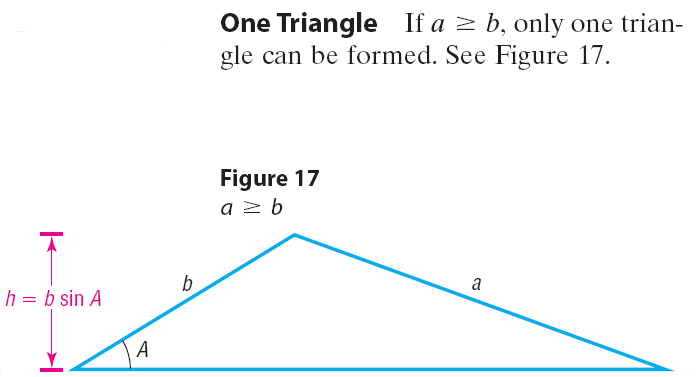 One Triangle If a ≥ b, only one trian-
gle can be formed. See Figure 17.
Figure 17
a ≥ b
b
a
h = b sin A
A